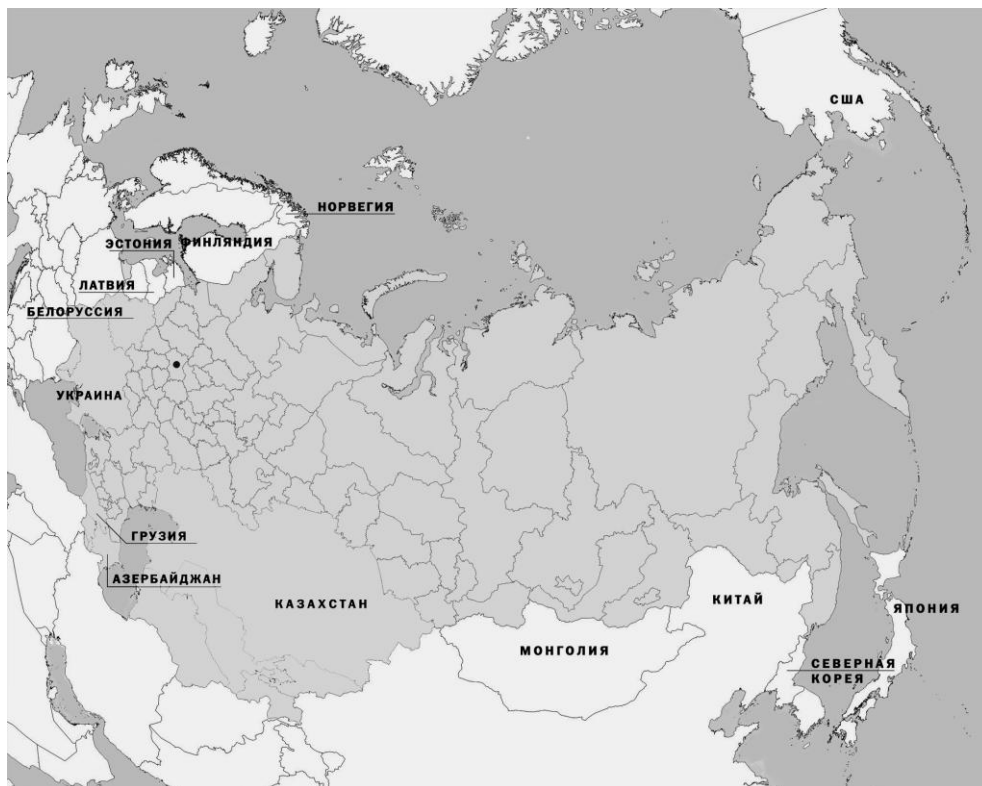 США
НОРВЕГИЯ
ЭСТОНИЯ
ФИНЛЯНДИЯ
ЛАТВИЯ
БЕЛОРУССИЯ
УКРАИНА
ГРУЗИЯ
АЗЕРБАЙДЖАН
КАЗАХСТАН
КИТАЙ
ЯПОНИЯ
МОНГОЛИЯ
СЕВЕРНАЯ
КОРЕЯ